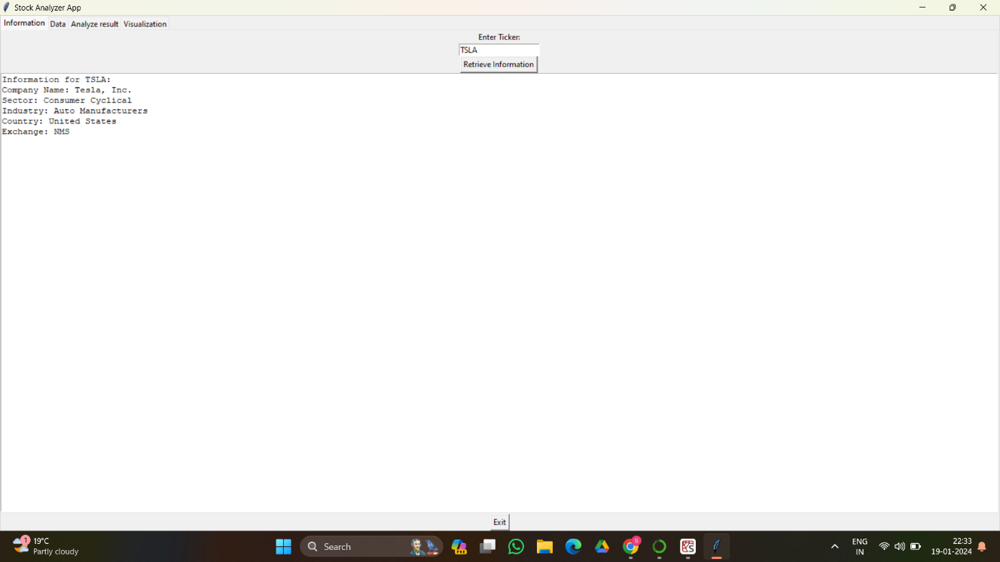 Stock Analyzer App
Information Data Analyze result Visualization
Enter Ticker:
TSLA
Retrieve Information
Information for TSLA:
Company Name: Tesla, Inc.
Sector: Consumer Cyclical
Industry: Auto Manufacturers
Country: United States
Exchange: NMS
Exit
1
19°C
Partly cloudy
Search
PRE
S
ENG
IN
22:33
19-01-2024